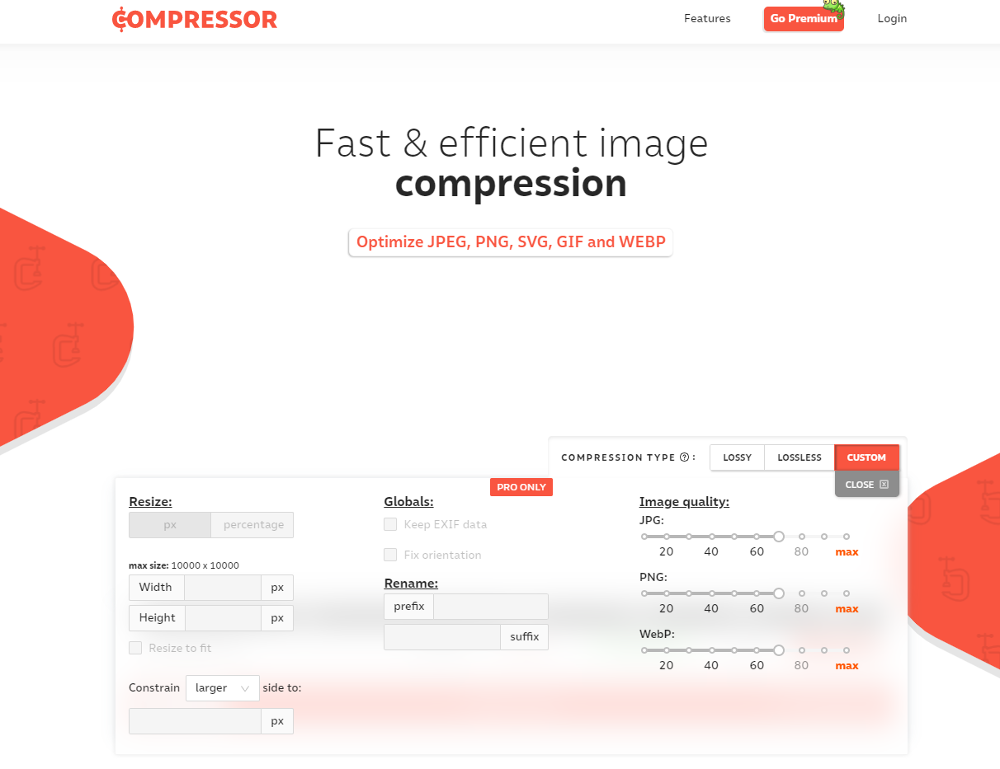 COMPRESSOR
Features
Go Premium
Login
Fast & efficient image
compression
Optimize JPEG, PNG, SVG, GIF and WEBP
COMPRESSION TYPE ? :
LOSSY
LOSSLESS
CUSTOM
CLOSE
PRO ONLY
Resize:
px percentage
max size: 10000 x 10000
Width px
Height px
Resize to fit
Constrain larger side to:
px
Globals:
Keep EXIF data
Fix orientation
Rename:
prefix
suffix
Image quality:
JPG:
20 40 60 80 max
PNG:
20 40 60 80 max
WebP:
20 40 60 80 max